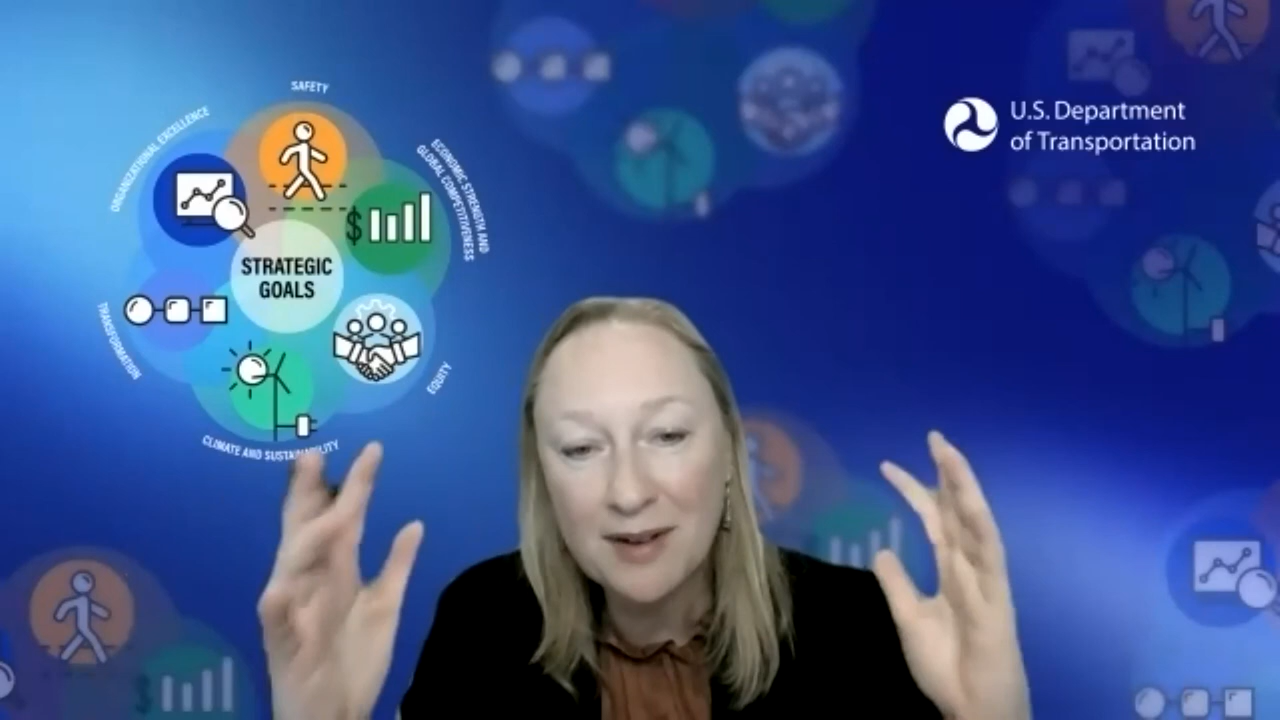 SAFETY
ORGANIZATIONAL EXCELLENCE
ECONOMIC STRENGTH AND
GLOBAL COMPETITIVENESS
STRATEGIC
GOALS
TRANSFORMATION
EQUITY
CLIMATE AND SUSTAINABILITY
U.S. Department
of Transportation
$
$